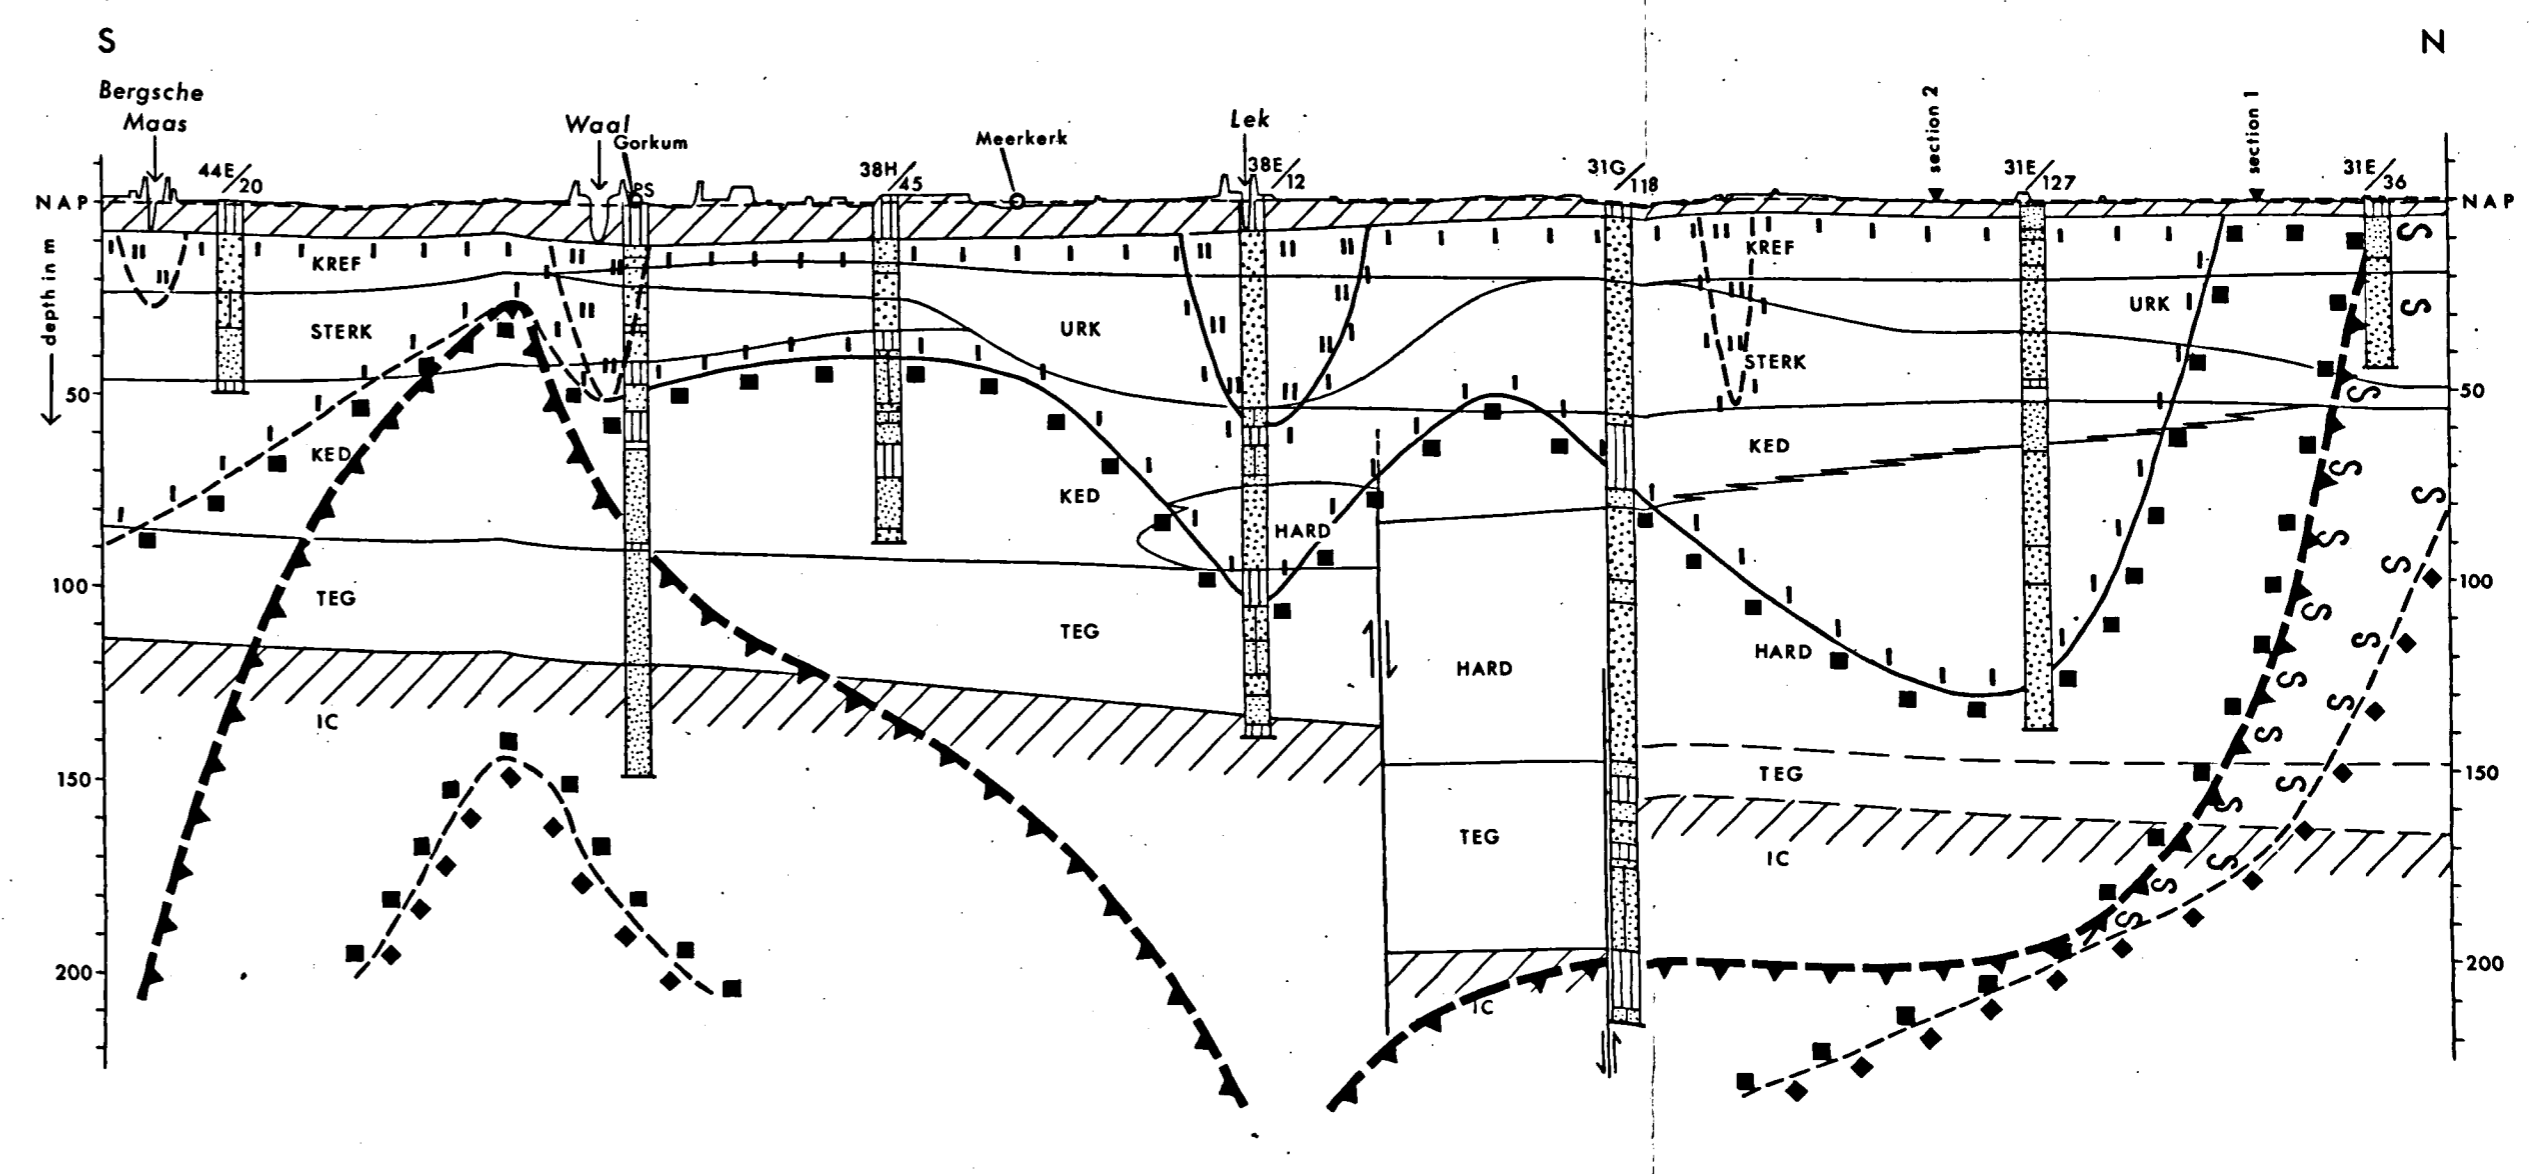 S
N
Bergsche
Maas
Waal
Gorkum
Meerkerk
Lek
section 2
section 1
44E/20
PS
38H/45
38E/12
31G/118
31E/127
31E/36
NAP
NAP
depth in m
II
II
KREF
KREF
STERK
URK
URK
STERK
50
50
KED
KED
KED
HARD
100
100
TEG
TEG
HARD
HARD
IC
150
TEG
150
TEG
IC
200
200
IC